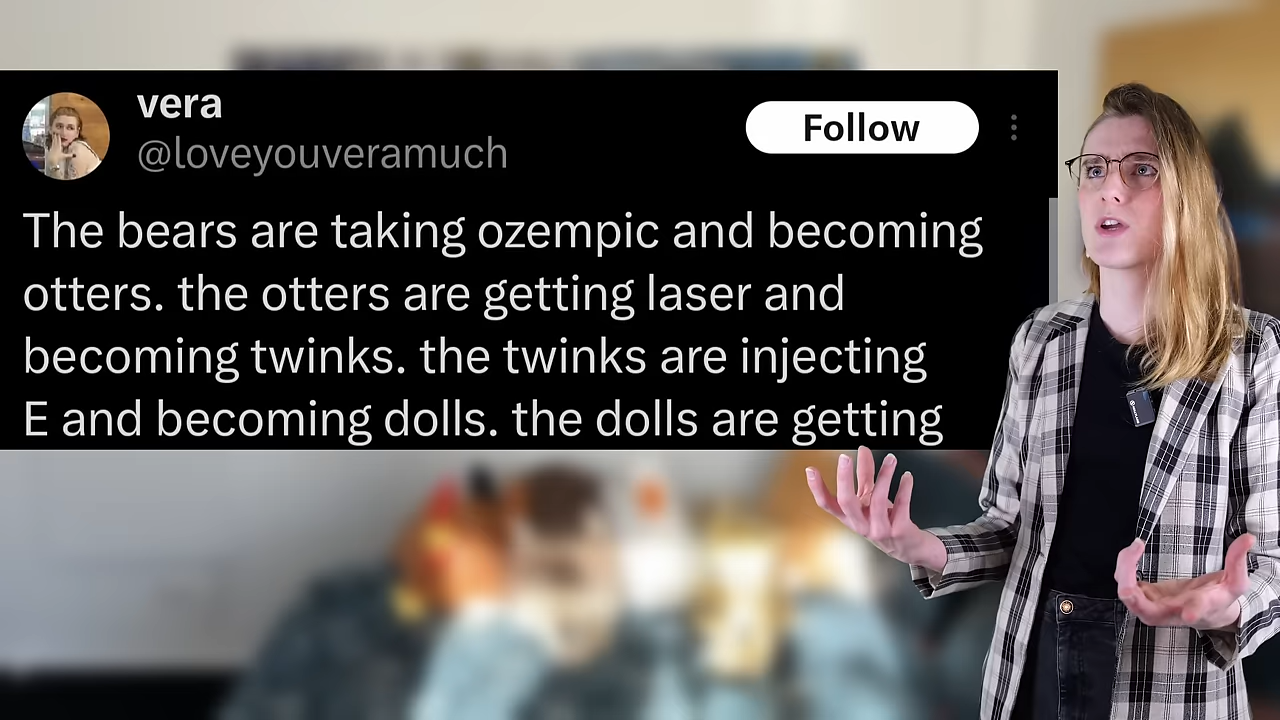 vera
@loveyouveramuch
Follow
The bears are taking ozempic and becoming
otters. the otters are getting laser and
becoming twinks. the twinks are injecting
E and becoming dolls. the dolls are getting